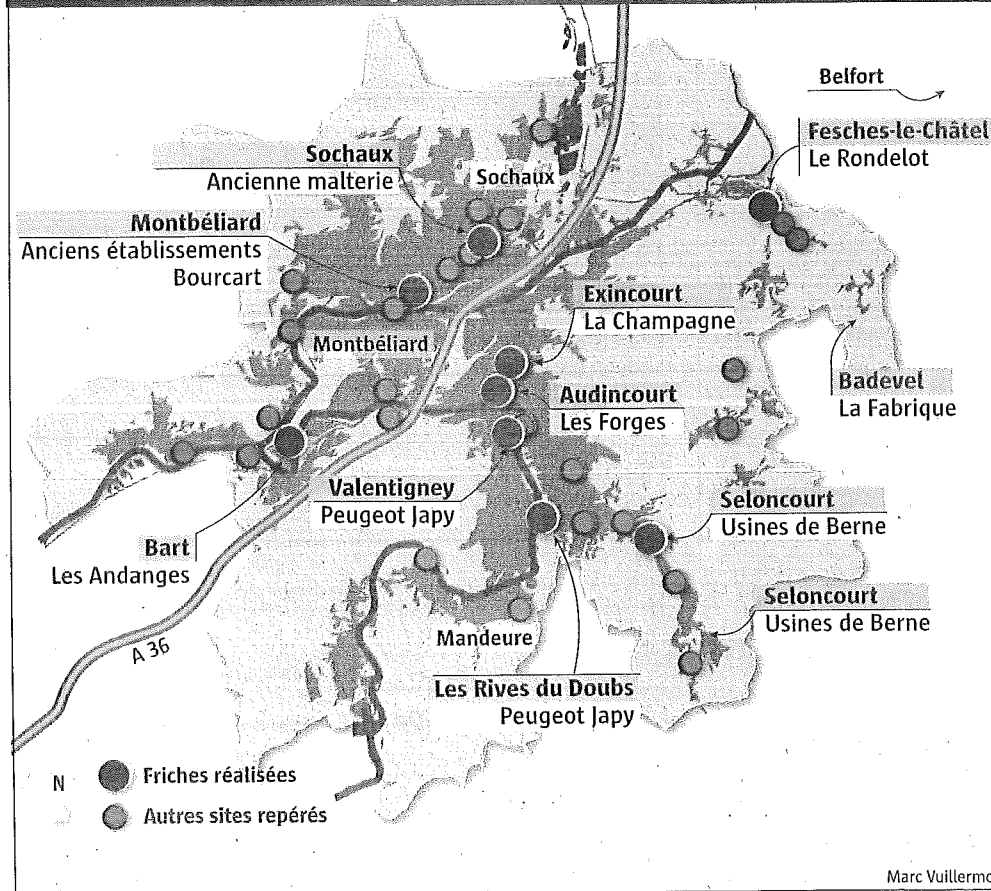 Belfort
Fesches-le-Châtel
Le Rondelot
Sochaux
Ancienne malterie
Sochaux
Montbéliard
Anciens établissements
Bourcart
Exincourt
La Champagne
Montbéliard
Badevel
La Fabrique
Audincourt
Les Forges
Valentigney
Peugeot Japy
Seloncourt
Usines de Berne
Bart
Les Andanges
Seloncourt
Usines de Berne
Mandeure
A 36
Les Rives du Doubs
Peugeot Japy
N
Friches réalisées
Autres sites repérés